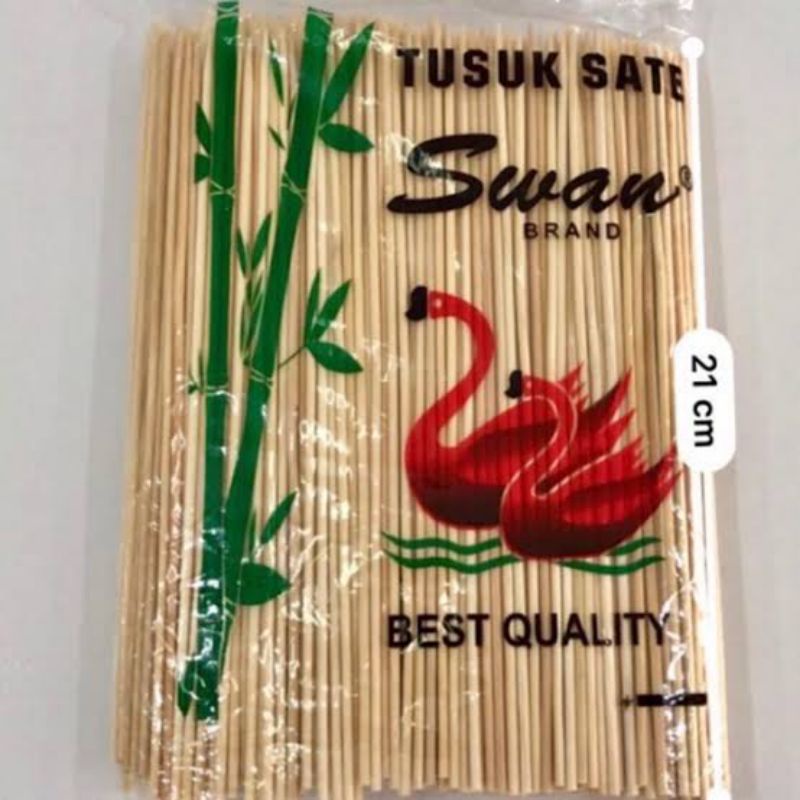 TUSUK SATE
Swan®
BRAND
21 cm
BEST QUALITY